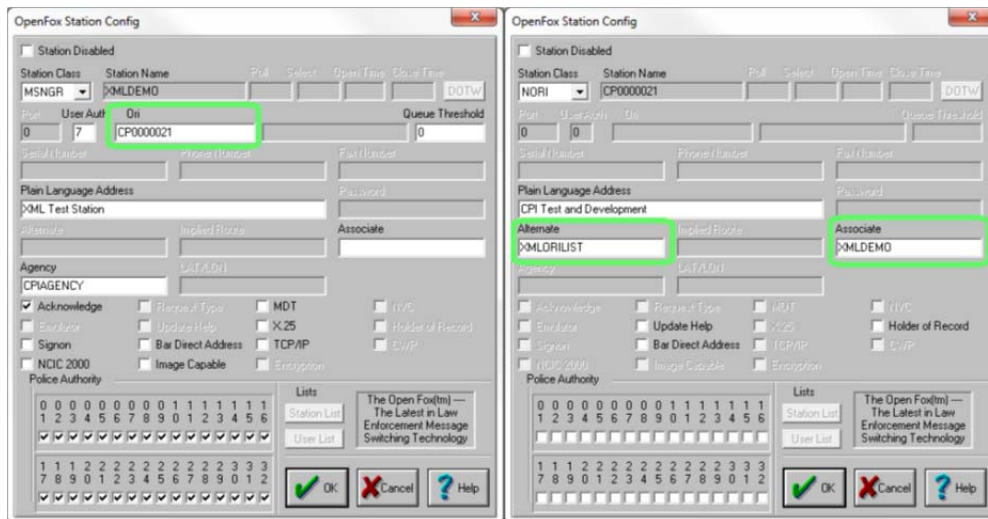 OpenFox Station Config
Station Disabled
Station Class Station Name Poll Select Open Time Close Time
MSNGR XMLDEMO DOTW
Port User Auth Ori Queue Threshold
0 7 CP0000021 0
Serial Number Phone Number Fax Number
Plain Language Address Password
XML Test Station
Alternate Implied Route Associate
Agency LAT/LON
CPIAGENCY
Acknowledge Request Type MDT NVC
Emulator Update Help X.25 Holder of Record
Signon Bar Direct Address TCP/IP CWP
NCIC 2000 Image Capable Encryption
Police Authority
0 0 0 0 0 0 0 0 0 1 1 1 1 1 1 1
1 2 3 4 5 6 7 8 9 0 1 2 3 4 5 6
1 1 1 2 2 2 2 2 2 2 2 2 2 3 3 3
7 8 9 0 1 2 3 4 5 6 7 8 9 0 1 2
Lists
Station List
User List
The Open Fox(tm) ---
The Latest in Law
Enforcement Message
Switching Technology
OK Cancel Help
OpenFox Station Config
Station Disabled
Station Class Station Name Poll Select Open Time Close Time
NORI CP0000021 DOTW
Port User Auth Ori Queue Threshold
0 0
Serial Number Phone Number Fax Number
Plain Language Address Password
CPI Test and Development
Alternate Implied Route Associate
XMLORILIST XMLDEMO
Agency LAT/LON
Acknowledge Request Type MDT NVC
Emulator Update Help X.25 Holder of Record
Signon Bar Direct Address TCP/IP CWP
NCIC 2000 Image Capable Encryption
Police Authority
0 0 0 0 0 0 0 0 0 1 1 1 1 1 1 1
1 2 3 4 5 6 7 8 9 0 1 2 3 4 5 6
1 1 1 2 2 2 2 2 2 2 2 2 2 3 3 3
7 8 9 0 1 2 3 4 5 6 7 8 9 0 1 2
Lists
Station List
User List
The Open Fox(tm) ---
The Latest in Law
Enforcement Message
Switching Technology
OK Cancel Help